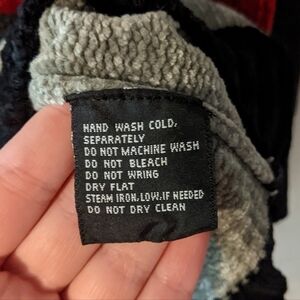 HAND WASH COLD,
SEPARATELY
DO NOT MACHINE WASH
DO NOT BLEACH
DO NOT WRING
DRY FLAT
STEAM IRON,LOW.IF NEEDED
DO NOT DRY CLEAN